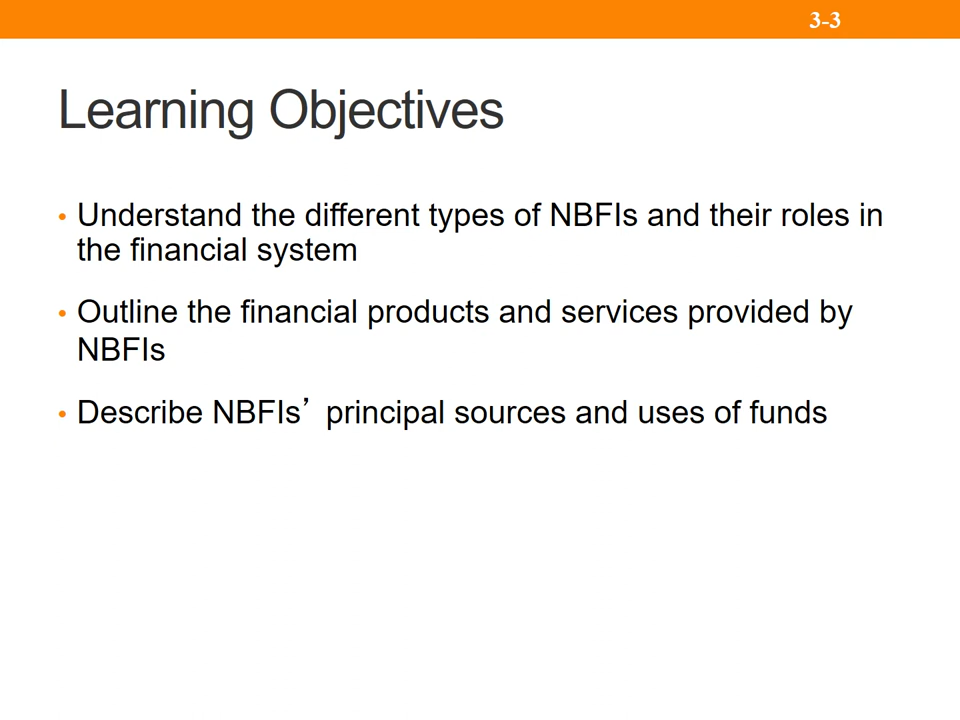 3-3
Learning Objectives
• Understand the different types of NBFIs and their roles in
the financial system
• Outline the financial products and services provided by
NBFIs
• Describe NBFIs’ principal sources and uses of funds